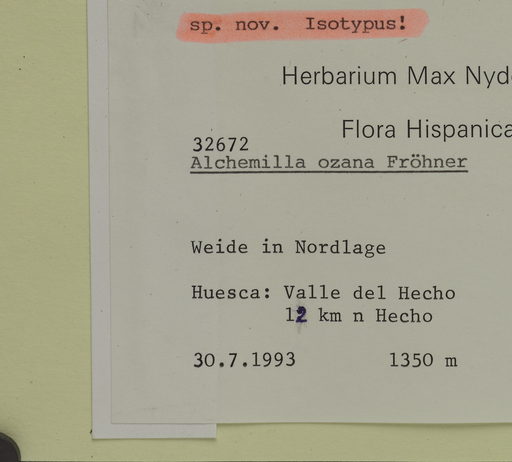 sp. nov. Isotypus!
Herbarium Max Nyd
Flora Hispanica
32672
Alchemilla ozana Fröhner
Weide in Nordlage
Huesca: Valle del Hecho
12 km n Hecho
30.7.1993 1350 m